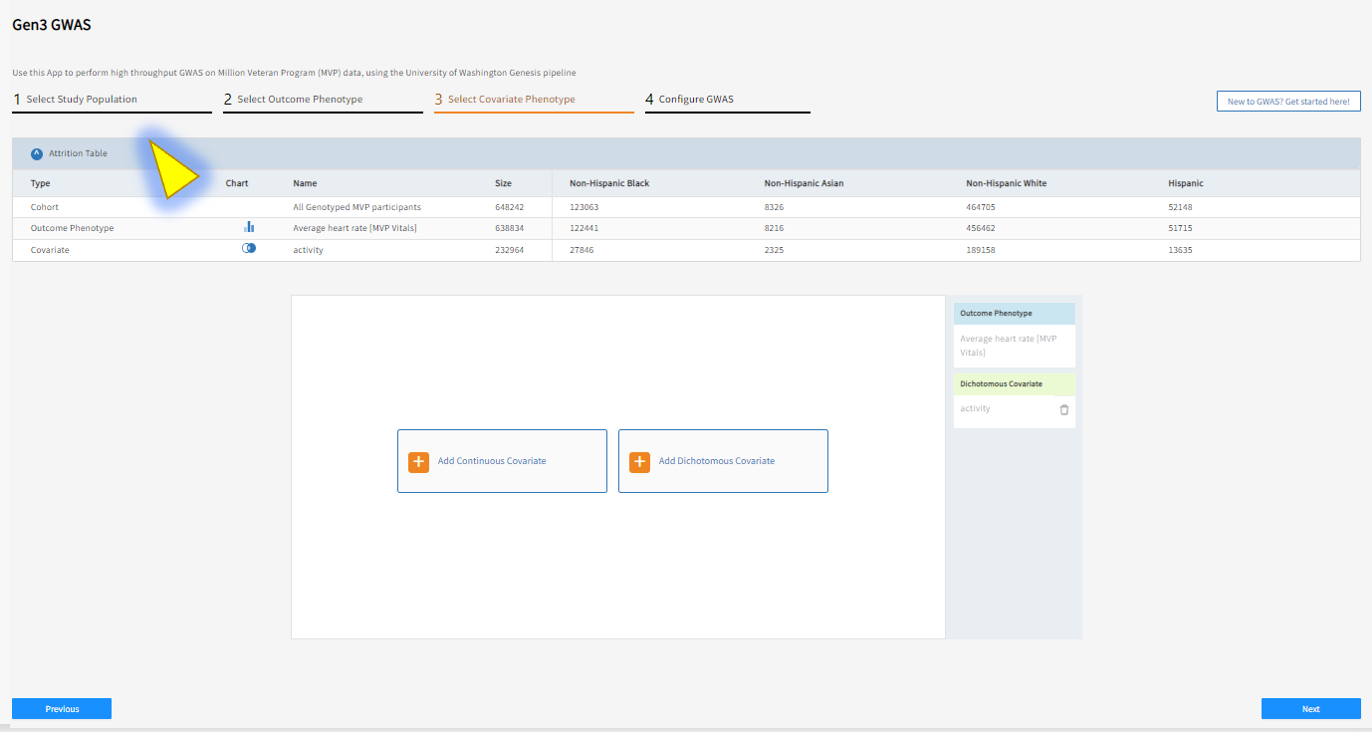 Gen3 GWAS
Use this App to perform high throughput GWAS on Million Veteran Program (MVP) data, using the University of Washington Genesis pipeline
1 Select Study Population 2 Select Outcome Phenotype 3 Select Covariate Phenotype 4 Configure GWAS New to GWAS? Get started here!
Attrition Table
Type Chart Name Size Non-Hispanic Black Non-Hispanic Asian Non-Hispanic White Hispanic
Cohort All Genotyped MVP participants 648242 123063 8326 464705 52148
Outcome Phenotype Average heart rate [MVP Vitals] 638834 122441 8216 456462 51715
Covariate activity 232964 27846 2325 189158 13635
Outcome Phenotype
Average heart rate [MVP
Vitals]
Dichotomous Covariate
activity
Add Continuous Covariate Add Dichotomous Covariate
Previous Next